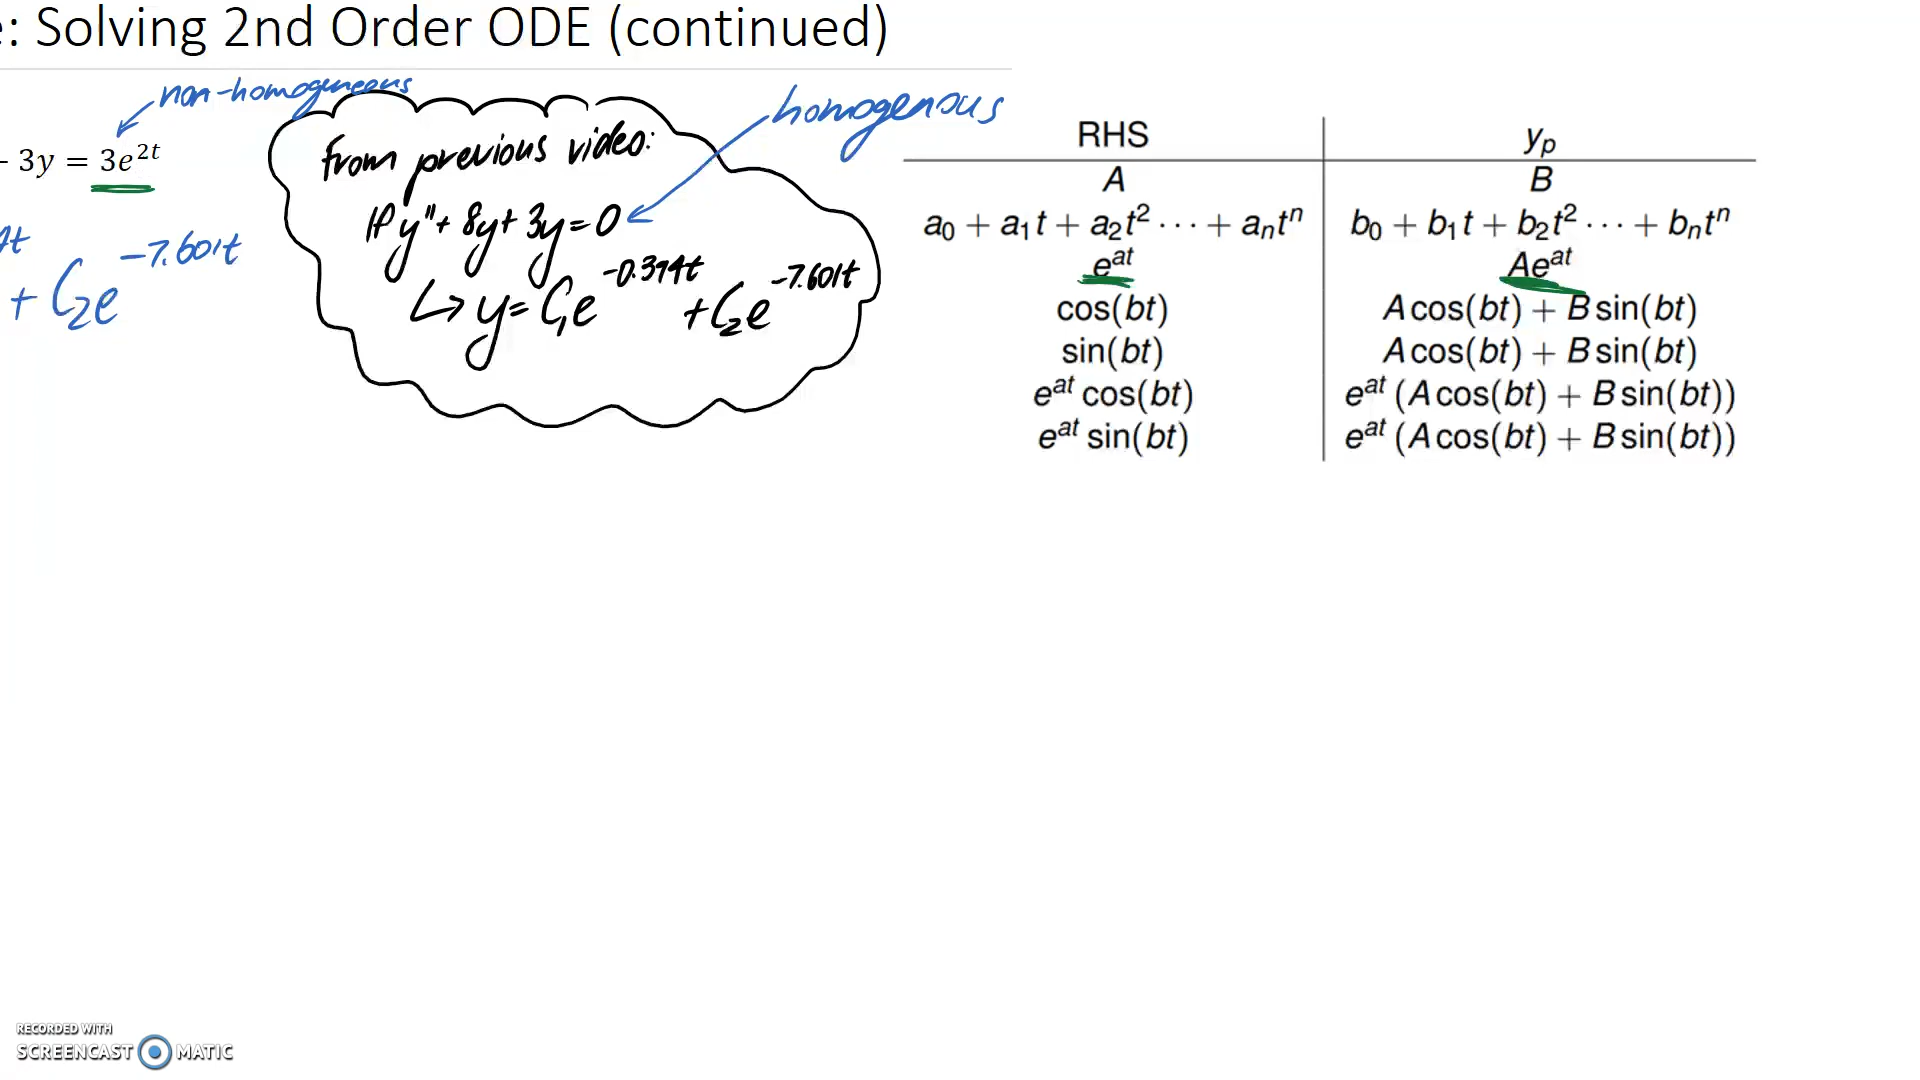 : Solving 2nd Order ODE (continued)
non-homogeneous
homogenous
3y = 3e^{2t}
+ C₂e^{-7.601t}
from previous video:
If y'' + 8y + 3y = 0
↳ y = C₁e^{-0.394t} + C₂e^{-7.601t}
RHS y_p
A B
a₀ + a₁t + a₂t² ⋯ + aₙtⁿ b₀ + b₁t + b₂t² ⋯ + bₙtⁿ
e^{at} Ae^{at}
cos(bt) A cos(bt) + B sin(bt)
sin(bt) A cos(bt) + B sin(bt)
e^{at} cos(bt) e^{at} (A cos(bt) + B sin(bt))
e^{at} sin(bt) e^{at} (A cos(bt) + B sin(bt))
RECORDED WITH
SCREENCAST MATIC